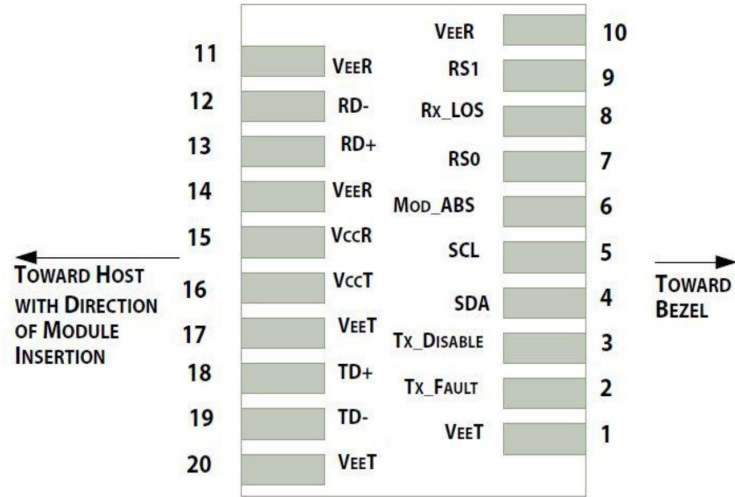 11 VEER
12 RD-
13 RD+
14 VEER
15 VCCR
16 VCCT
17 VEET
18 TD+
19 TD-
20 VEET
VEER 10
RS1 9
RX_LOS 8
RS0 7
MOD_ABS 6
SCL 5
SDA 4
TX_DISABLE 3
TX_FAULT 2
VEET 1
TOWARD HOST
WITH DIRECTION
OF MODULE
INSERTION
TOWARD
BEZEL